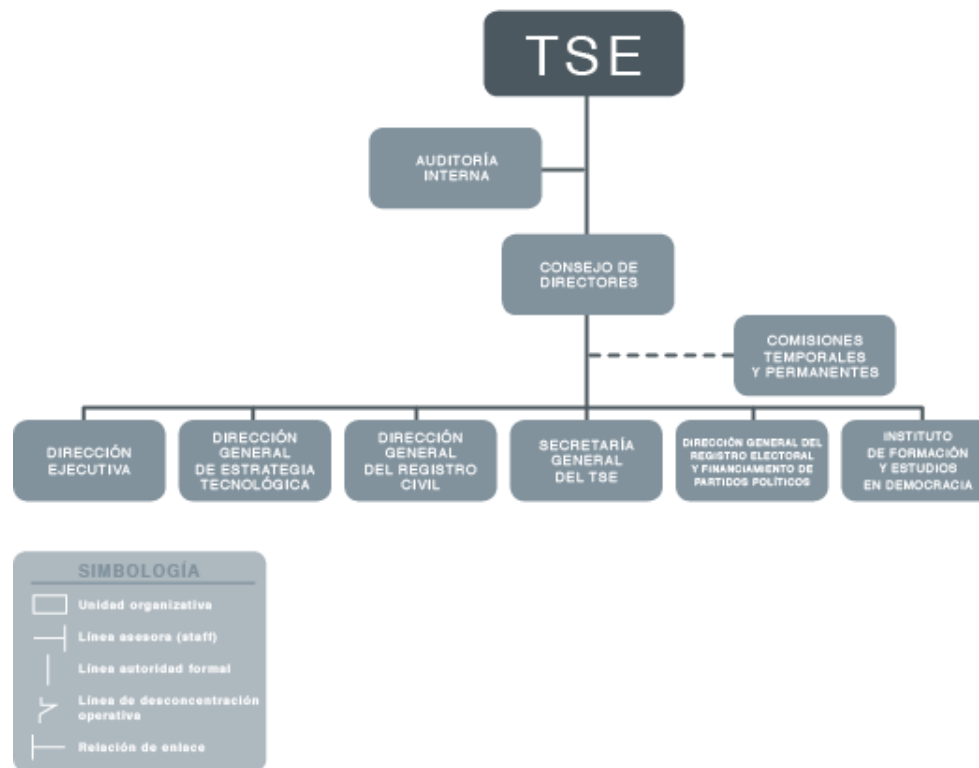 TSE
AUDITORÍA
INTERNA
CONSEJO DE
DIRECTORES
COMISIONES
TEMPORALES
Y PERMANENTES
DIRECCIÓN
EJECUTIVA
DIRECCIÓN
GENERAL
DE ESTRATEGIA
TECNOLÓGICA
DIRECCIÓN
GENERAL
DEL REGISTRO
CIVIL
SECRETARÍA
GENERAL
DEL TSE
DIRECCIÓN GENERAL DEL
REGISTRO ELECTORAL
Y FINANCIAMIENTO DE
PARTIDOS POLÍTICOS
INSTITUTO
DE FORMACIÓN
Y ESTUDIOS
EN DEMOCRACIA
SIMBOLOGÍA
Unidad organizativa
Línea asesora (staff)
Línea autoridad formal
Línea de desconcentración
operativa
Relación de enlace